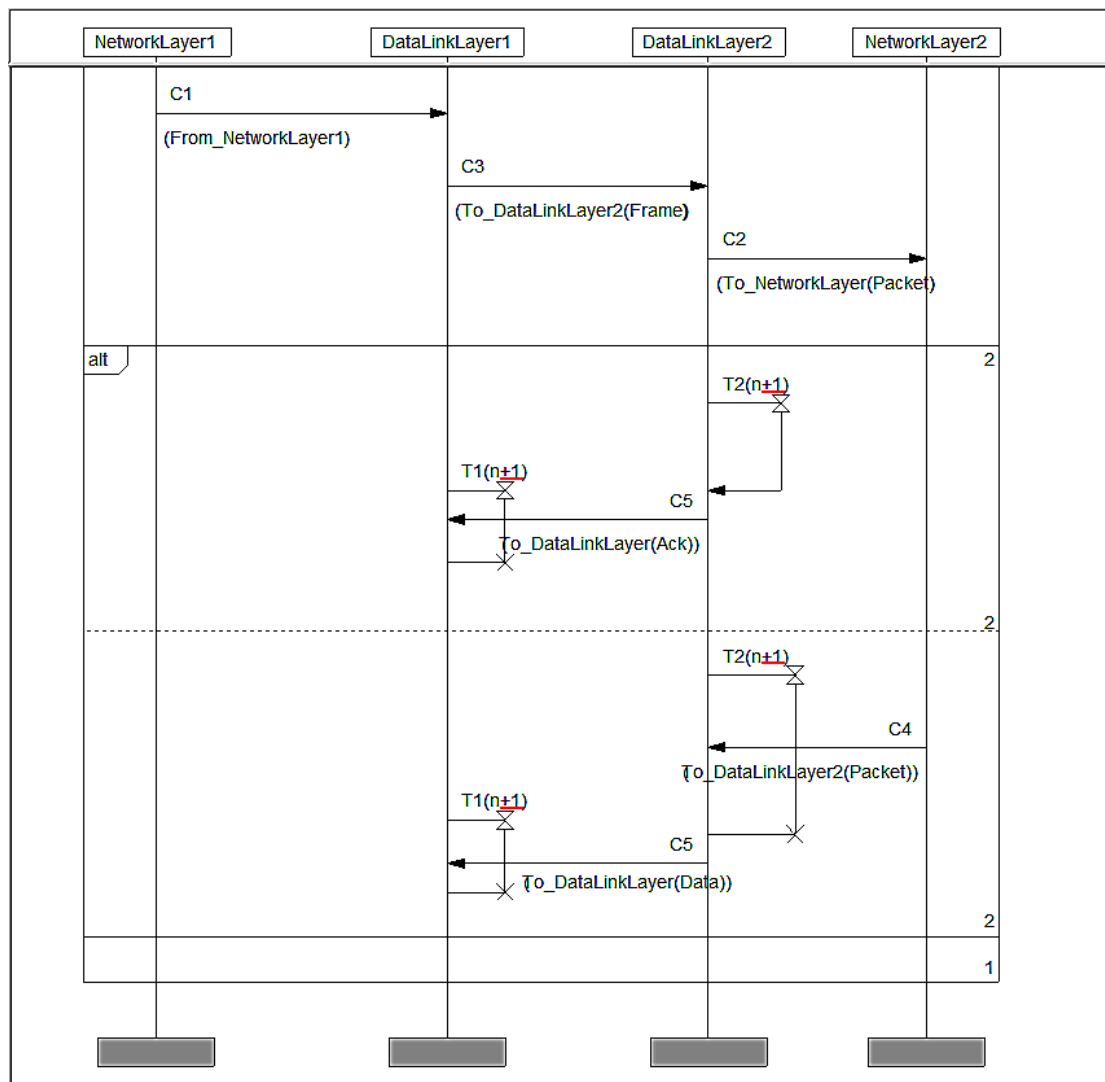 NetworkLayer1 DataLinkLayer1 DataLinkLayer2 NetworkLayer2
C1
(From_NetworkLayer1)
C3
(To_DataLinkLayer2(Frame)
C2
(To_NetworkLayer(Packet)
alt 2
T2(n+1)
T1(n+1)
C5
(To_DataLinkLayer(Ack))
2
T2(n+1)
C4
(To_DataLinkLayer2(Packet))
T1(n+1)
C5
(To_DataLinkLayer(Data))
2
1